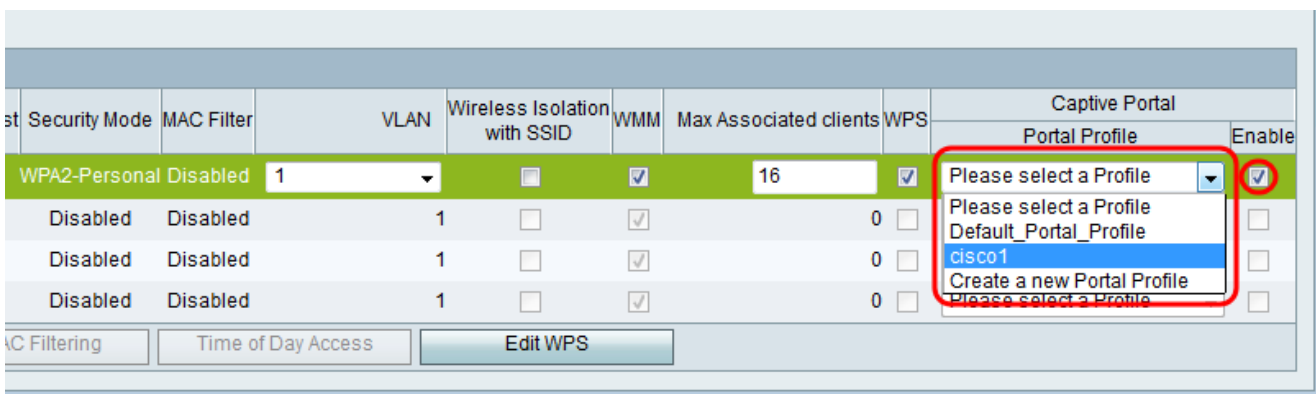 Captive Portal
st Security Mode MAC Filter VLAN Wireless Isolation with SSID WMM Max Associated clients WPS Portal Profile Enable
WPA2-Personal Disabled 1 16 Please select a Profile
Disabled Disabled 1 0 Please select a Profile
Default_Portal_Profile
Disabled Disabled 1 0 cisco1
Create a new Portal Profile
Disabled Disabled 1 0 Please select a Profile
AC Filtering Time of Day Access Edit WPS